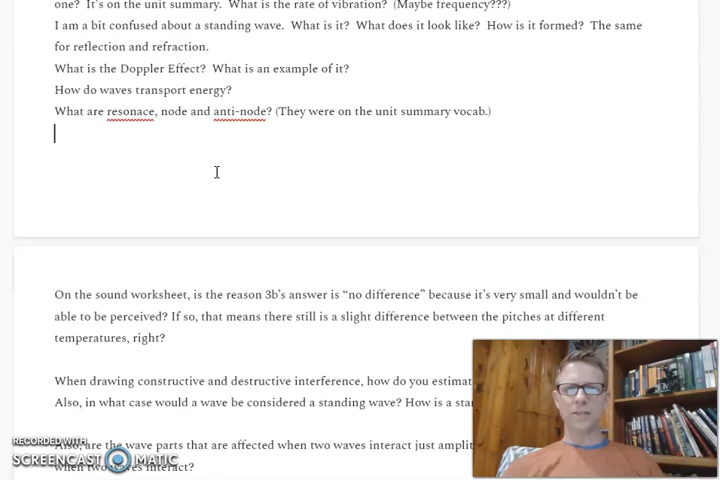 one? It's on the unit summary. What is the rate of vibration? (Maybe frequency???)
I am a bit confused about a standing wave. What is it? What does it look like? How is it formed? The same
for reflection and refraction.
What is the Doppler Effect? What is an example of it?
How do waves transport energy?
What are resonace, node and anti-node? (They were on the unit summary vocab.)
On the sound worksheet, is the reason 3b's answer is “no difference” because it's very small and wouldn't be
able to be perceived? If so, that means there still is a slight difference between the pitches at different
temperatures, right?
When drawing constructive and destructive interference, how do you
Also, in what case would a wave be considered a standing wave? How is a
Also, are the wave parts that are affected when two waves interact just
when two waves interact?
RECORDED WITH
SCREENCAST MATIC